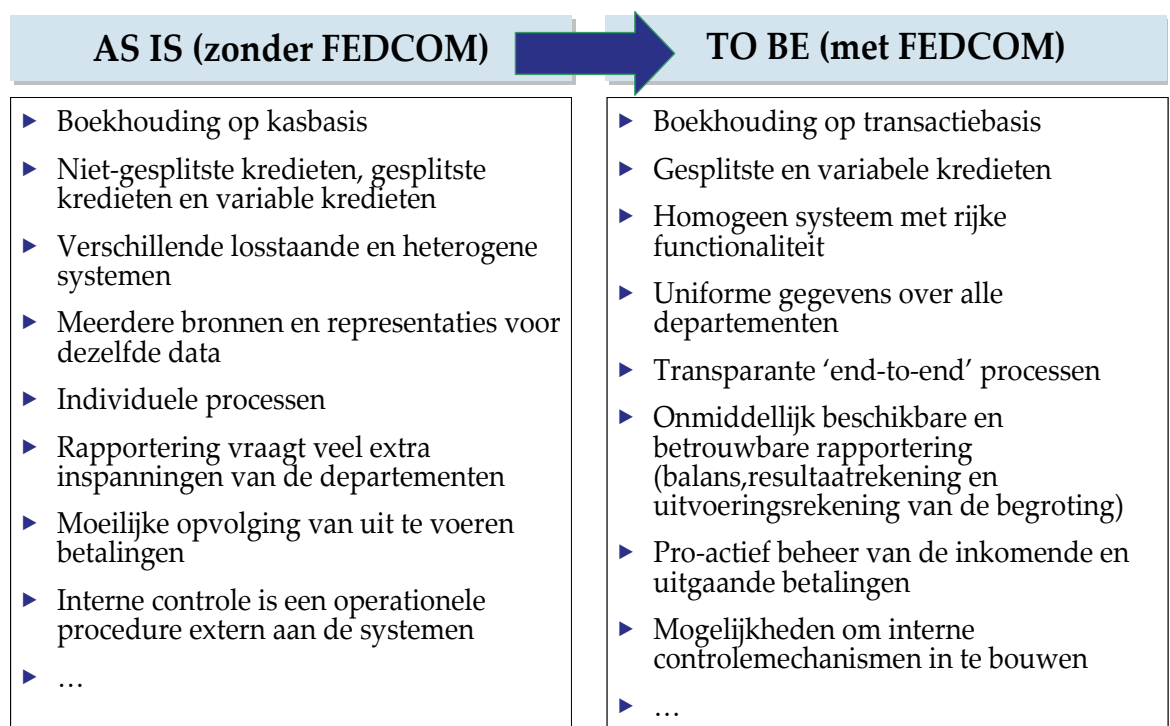 AS IS (zonder FEDCOM)
► Boekhouding op kasbasis
► Niet-gesplitste kredieten, gesplitste
kredieten en variable kredieten
► Verschillende losstaande en heterogene
systemen
► Meerdere bronnen en representaties voor
dezelfde data
► Individuele processen
► Rapportering vraagt veel extra
inspanningen van de departementen
► Moeilijke opvolging van uit te voeren
betalingen
► Interne controle is een operationele
procedure extern aan de systemen
► …
TO BE (met FEDCOM)
► Boekhouding op transactiebasis
► Gesplitste en variabele kredieten
► Homogeen systeem met rijke
functionaliteit
► Uniforme gegevens over alle
departementen
► Transparante ‘end-to-end’ processen
► Onmiddellijk beschikbare en
betrouwbare rapportering
(balans,resultaatrekening en
uitvoeringsrekening van de begroting)
► Pro-actief beheer van de inkomende en
uitgaande betalingen
► Mogelijkheden om interne
controlemechanismen in te bouwen
► …